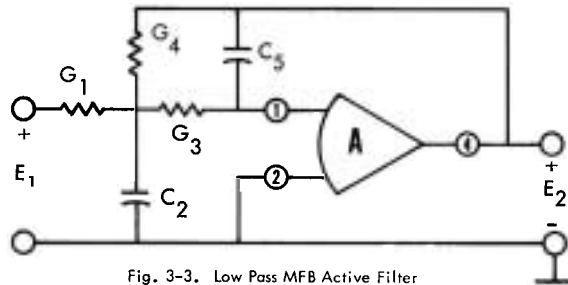 G4
C5
G1
+
E1
G3
1
A
4
2
C2
+
E2
-
Fig. 3-3. Low Pass MFB Active Filter